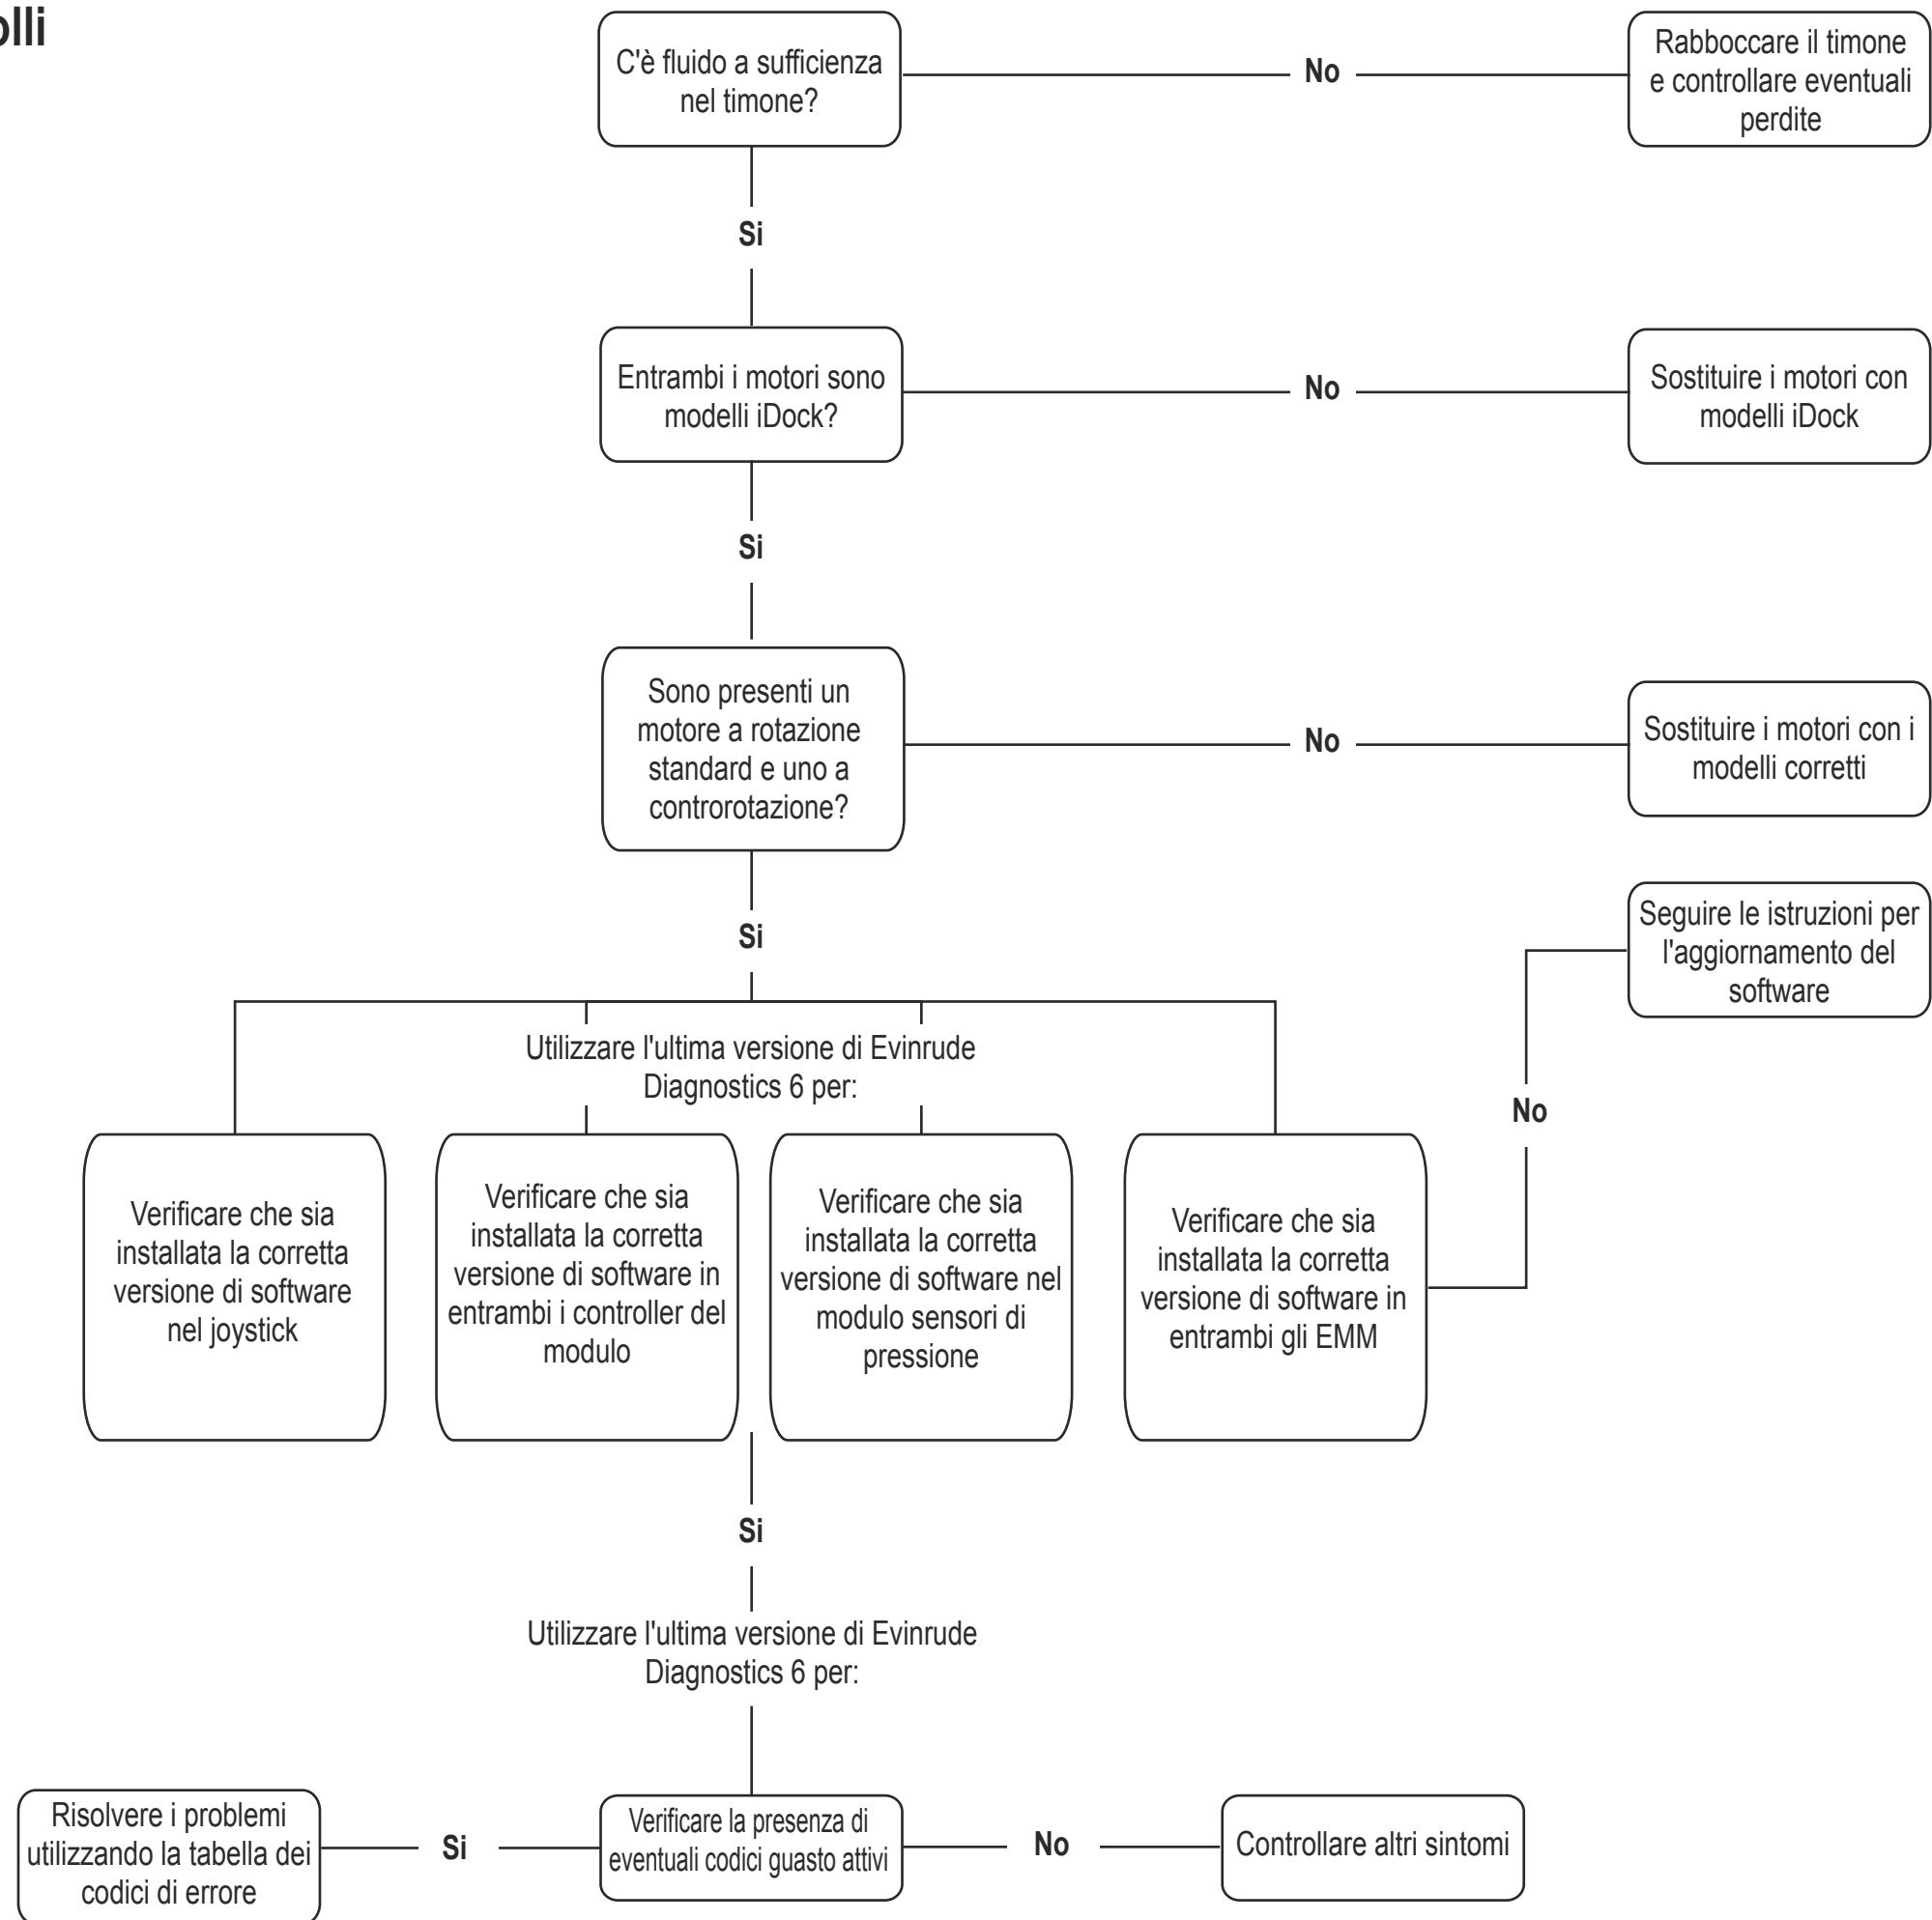 olli
C'è fluido a sufficienza
nel timone?
No
Rabboccare il timone
e controllare eventuali
perdite
Si
Entrambi i motori sono
modelli iDock?
No
Sostituire i motori con
modelli iDock
Si
Sono presenti un
motore a rotazione
standard e uno a
controrotazione?
No
Sostituire i motori con i
modelli corretti
Si
Seguire le istruzioni per
l'aggiornamento del
software
Utilizzare l'ultima versione di Evinrude
Diagnostics 6 per:
No
Verificare che sia
installata la corretta
versione di software
nel joystick
Verificare che sia
installata la corretta
versione di software in
entrambi i controller del
modulo
Verificare che sia
installata la corretta
versione di software nel
modulo sensori di
pressione
Verificare che sia
installata la corretta
versione di software in
entrambi gli EMM
Si
Utilizzare l'ultima versione di Evinrude
Diagnostics 6 per:
Risolvere i problemi
utilizzando la tabella dei
codici di errore
Si
Verificare la presenza di
eventuali codici guasto attivi
No
Controllare altri sintomi